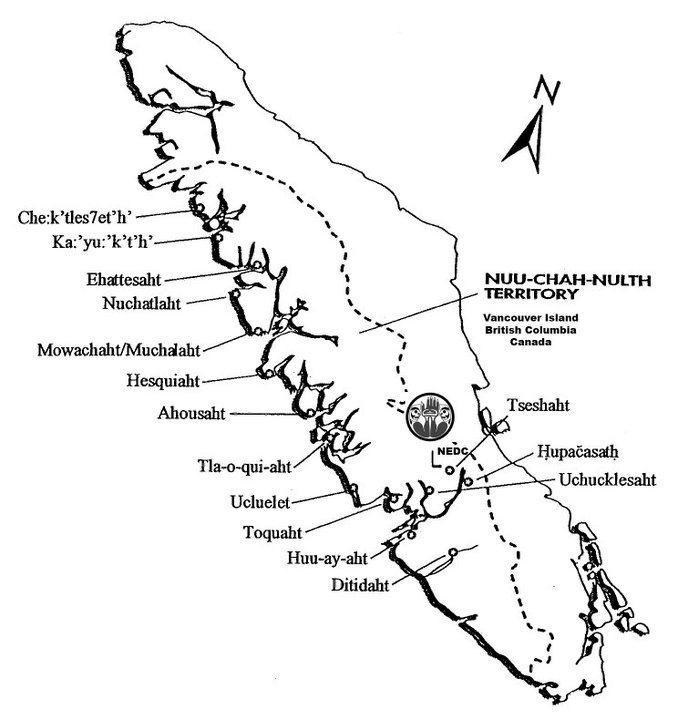 N
Che:k'tles7et'h'
Ka:'yu:'k't'h'
Ehattesaht
Nuchatlaht
Mowachaht/Muchalaht
Hesquiaht
Ahousaht
Tla-o-qui-aht
Ucluelet
Toquaht
Huu-ay-aht
Ditidaht
NUU-CHAH-NULTH
TERRITORY
Vancouver Island
British Columbia
Canada
Tseshaht
NEDC
Ḥupačasatḥ
Uchucklesaht